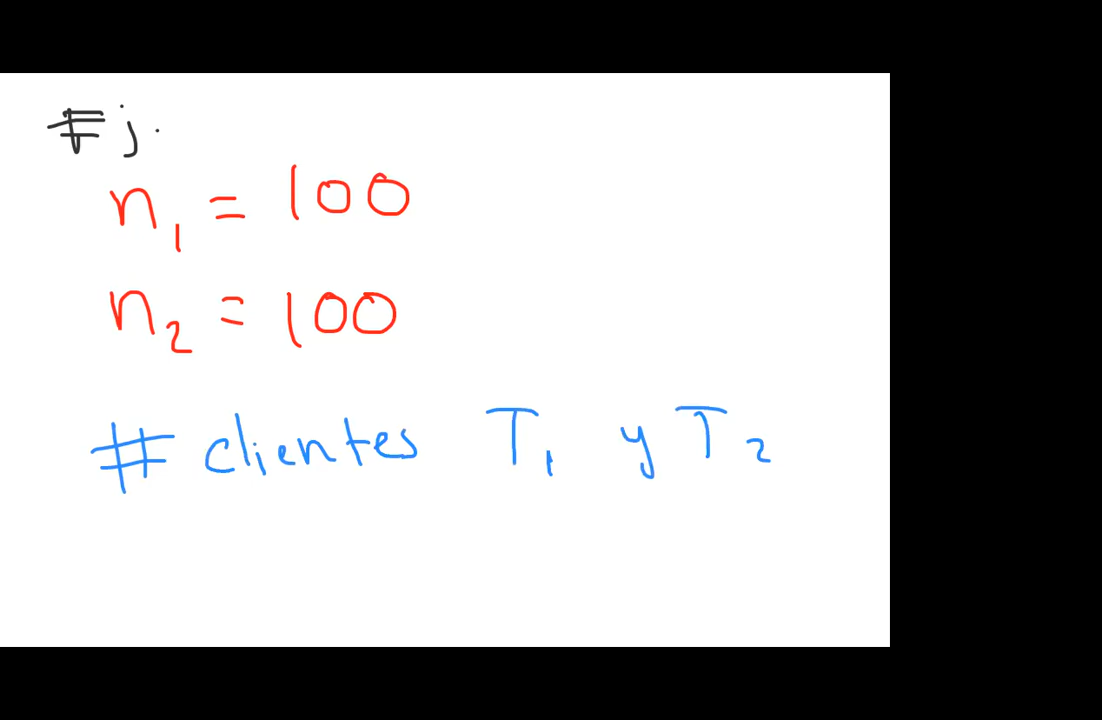 Ej.
n₁ = 100
n₂ = 100
# clientes T₁ y T₂